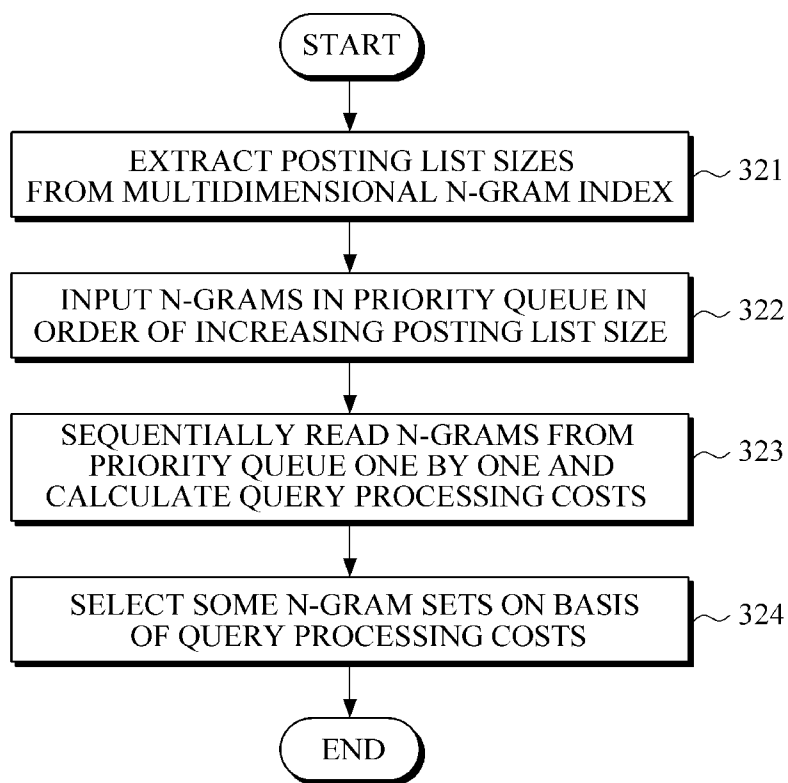 START
EXTRACT POSTING LIST SIZES
FROM MULTIDIMENSIONAL N-GRAM INDEX
321
INPUT N-GRAMS IN PRIORITY QUEUE IN
ORDER OF INCREASING POSTING LIST SIZE
322
SEQUENTIALLY READ N-GRAMS FROM
PRIORITY QUEUE ONE BY ONE AND
CALCULATE QUERY PROCESSING COSTS
323
SELECT SOME N-GRAM SETS ON BASIS
OF QUERY PROCESSING COSTS
324
END